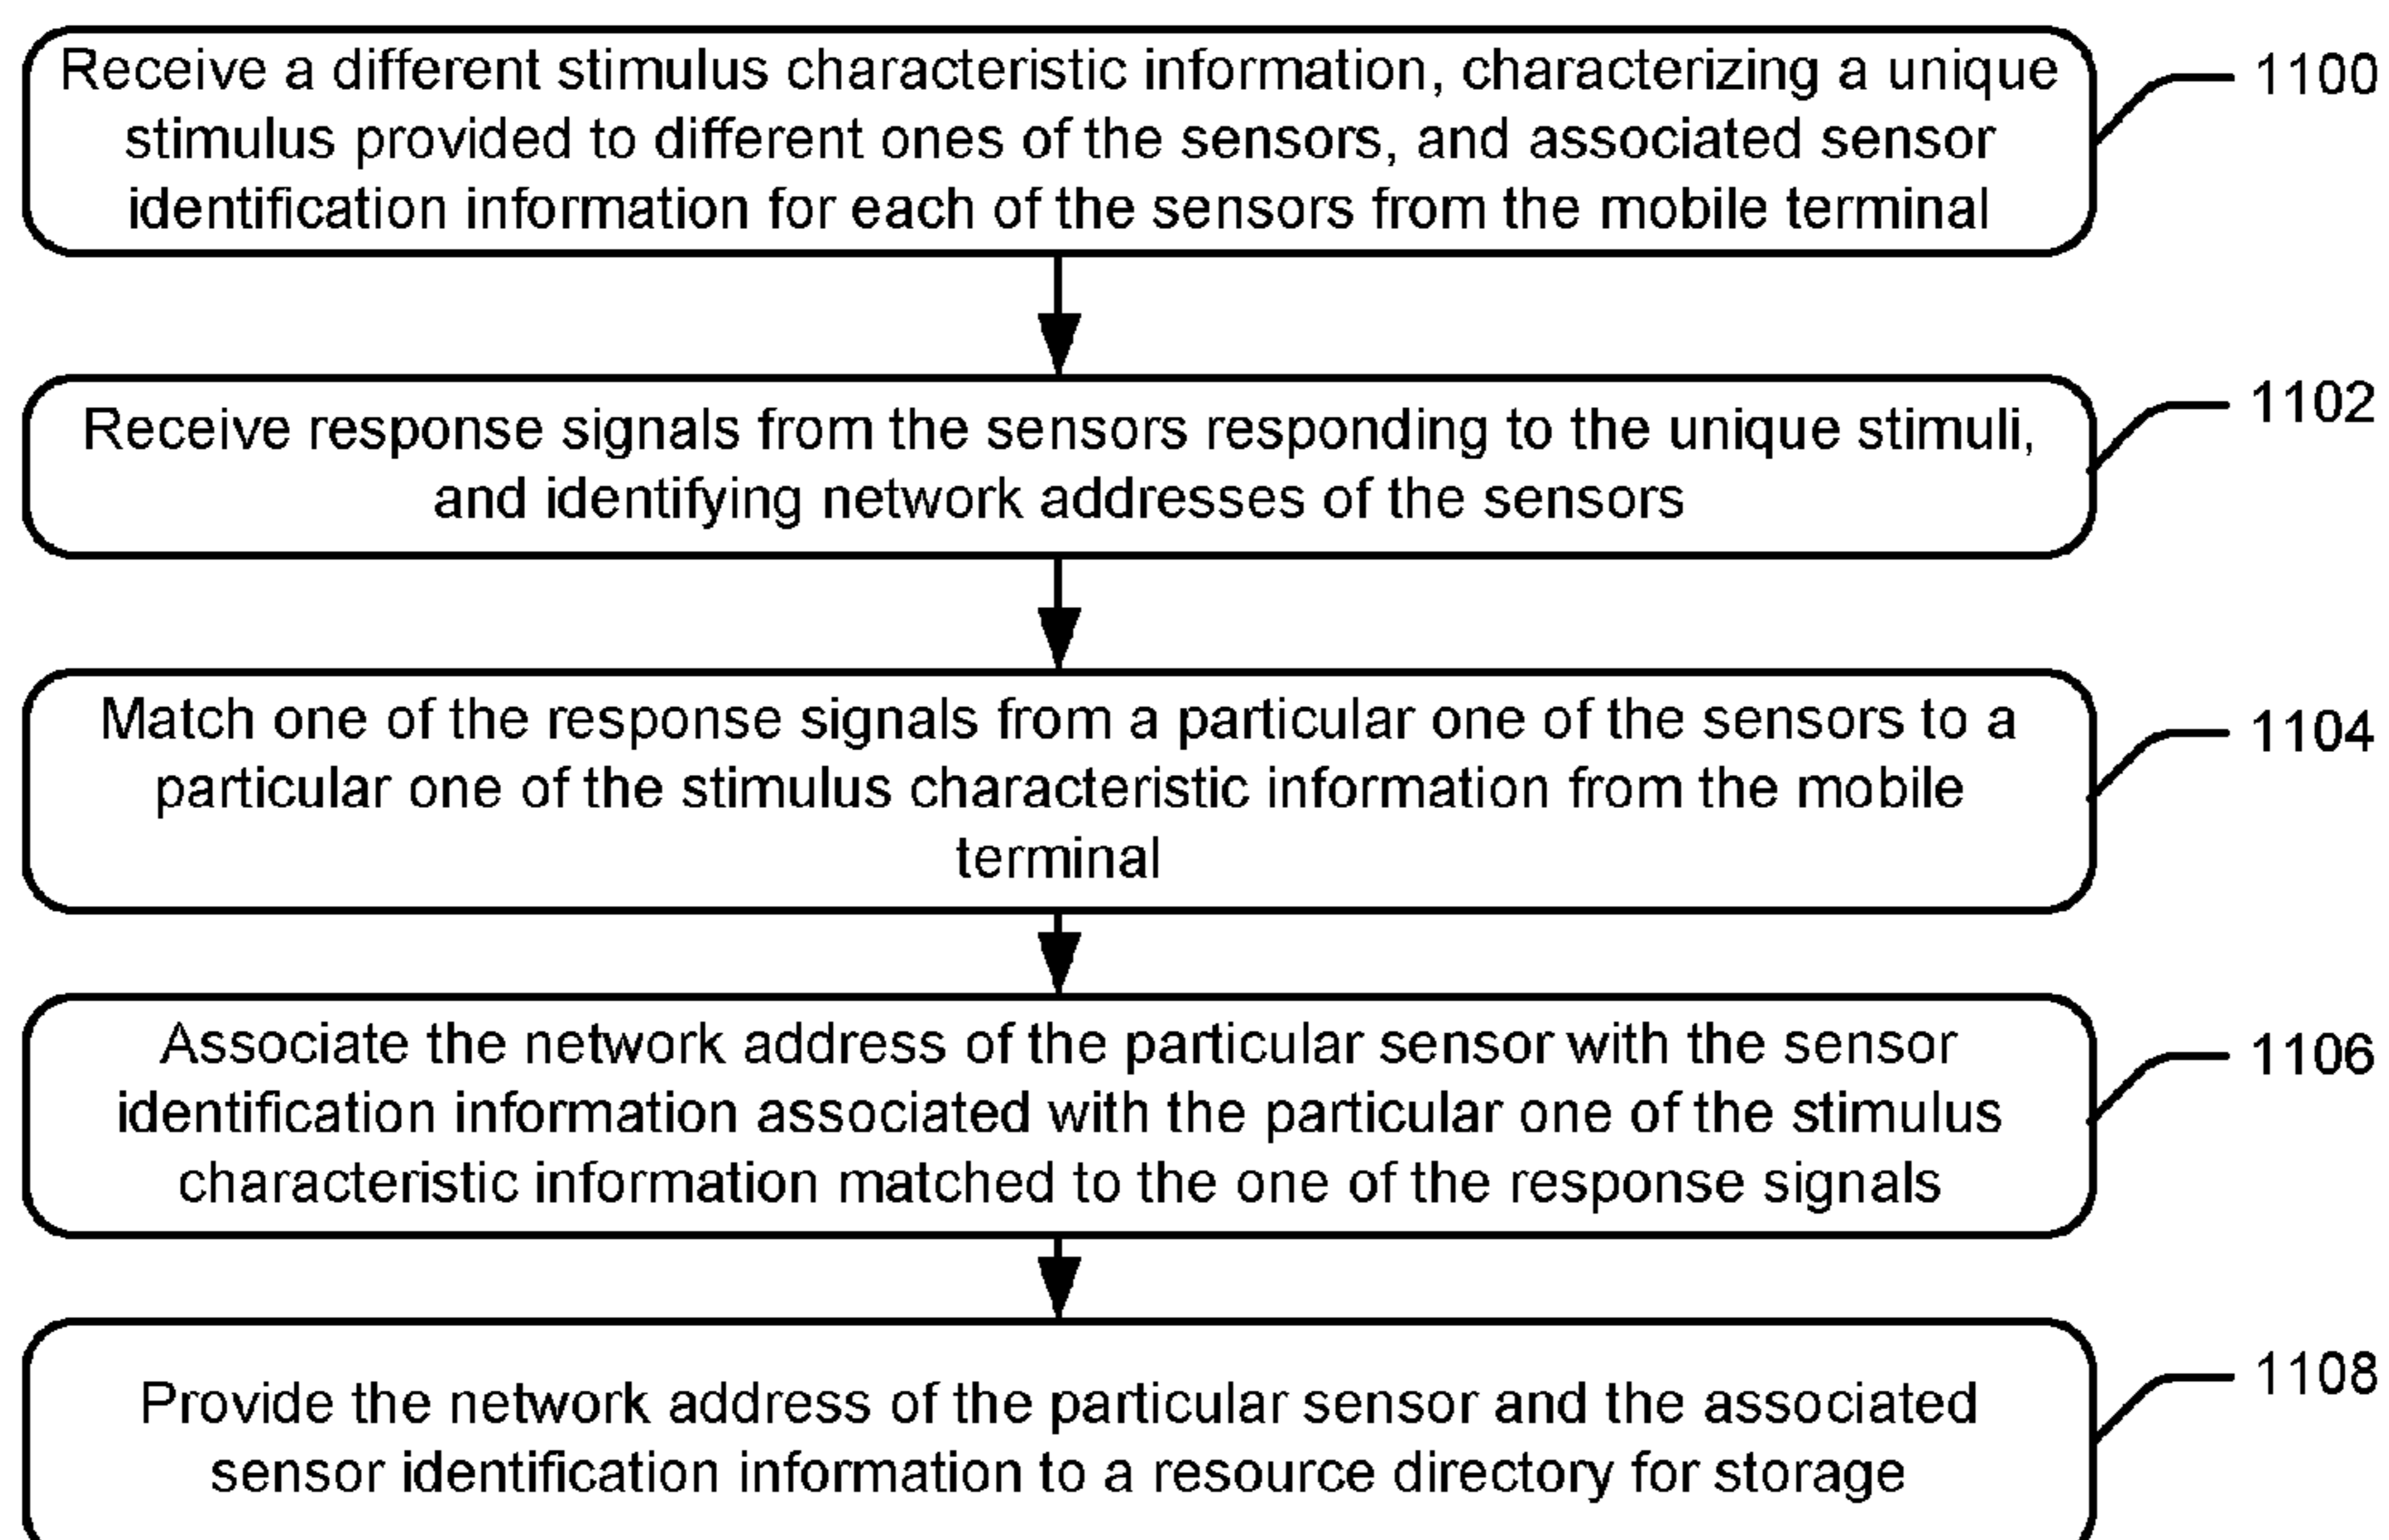 Receive a different stimulus characteristic information, characterizing a unique
stimulus provided to different ones of the sensors, and associated sensor
identification information for each of the sensors from the mobile terminal
1100
Receive response signals from the sensors responding to the unique stimuli,
and identifying network addresses of the sensors
1102
Match one of the response signals from a particular one of the sensors to a
particular one of the stimulus characteristic information from the mobile
terminal
1104
Associate the network address of the particular sensor with the sensor
identification information associated with the particular one of the stimulus
characteristic information matched to the one of the response signals
1106
Provide the network address of the particular sensor and the associated
sensor identification information to a resource directory for storage
1108